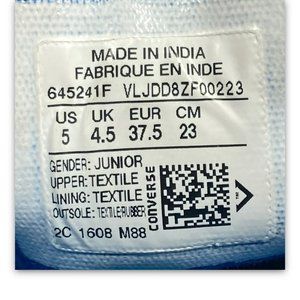 MADE IN INDIA
FABRIQUE EN INDE
645241F VLJDD8ZF00223
US UK EUR CM
5 4.5 37.5 23
GENDER: JUNIOR
UPPER: TEXTILE
LINING: TEXTILE
OUTSOLE: TEXTILE/RUBBER
2C 1608 M88
CONVERSE